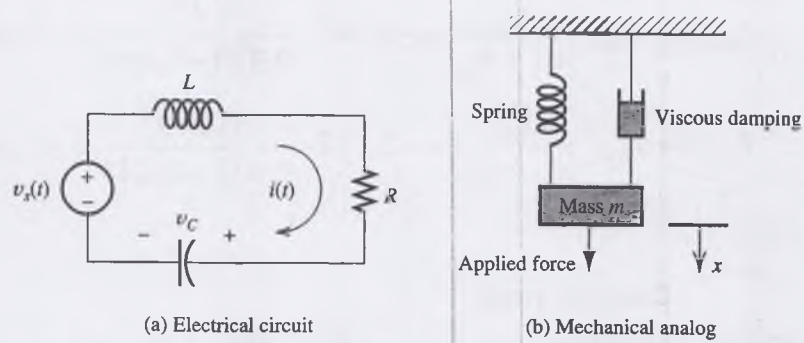 L
v_s(t)
+
−
i(t)
R
−
v_C
+
(a) Electrical circuit
Spring
Viscous damping
Mass m
Applied force
x
(b) Mechanical analog